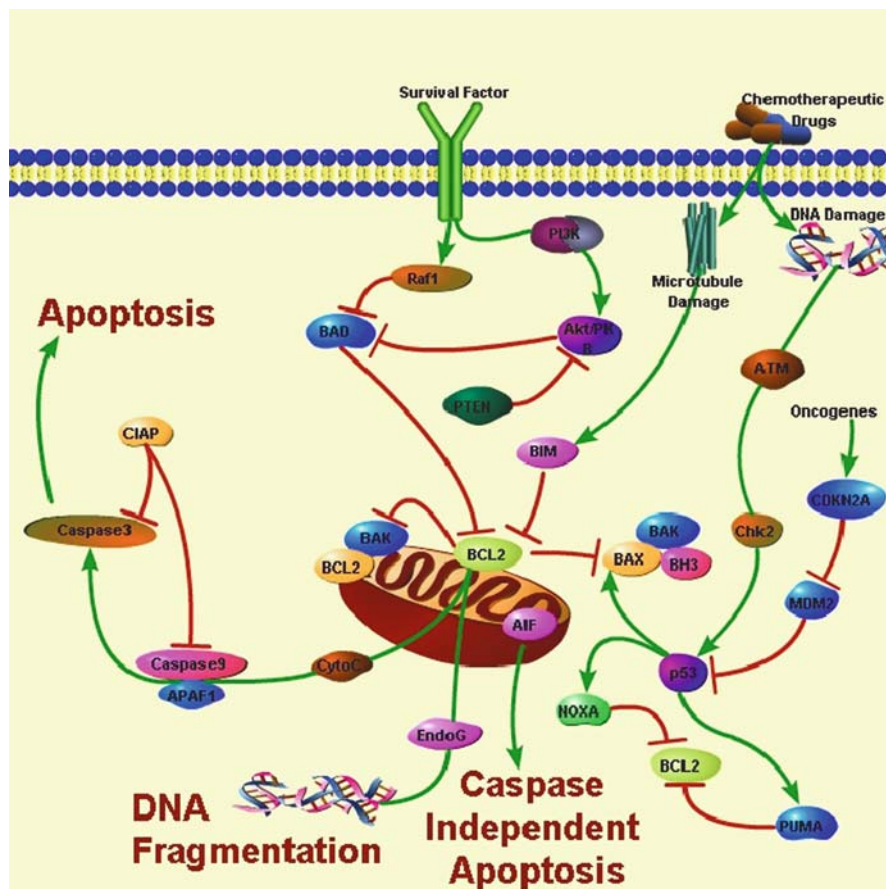 Survival Factor
Chemotherapeutic
Drugs
PI3K
DNA Damage
Raf1
Microtubule
Damage
Apoptosis
BAD
Akt/PK
B
ATM
PTEN
Oncogenes
CIAP
BIM
CDKN2A
Caspase3
BAK
BCL2
BCL2
BAK
BAX
BH3
Chk2
MDM2
AIF
Caspase9
APAF1
CytoC
p53
NOXA
EndoG
BCL2
PUMA
DNA
Fragmentation
Caspase
Independent
Apoptosis